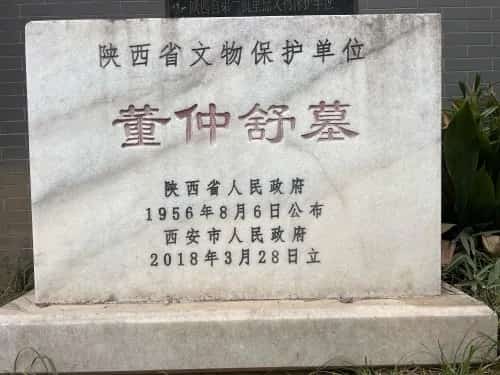 陕西省文物保护单位
董仲舒墓
陕西省人民政府
1956年8月6日公布
西安市人民政府
2018年3月28日立